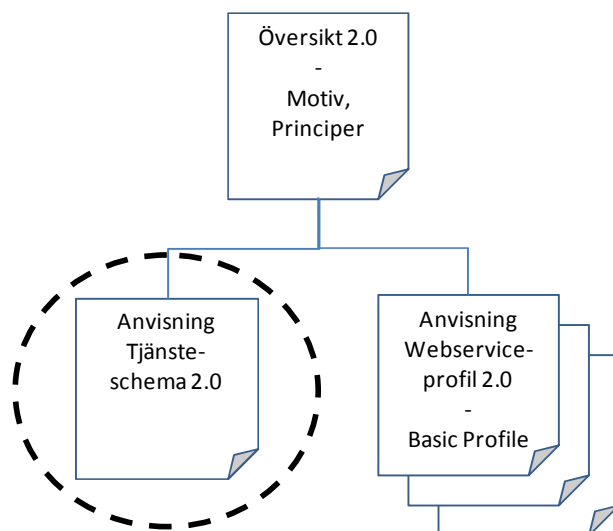 Översikt 2.0
-
Motiv,
Principer
Anvisning
Tjänste-
schema 2.0
Anvisning
Webservice-
profil 2.0
-
Basic Profile